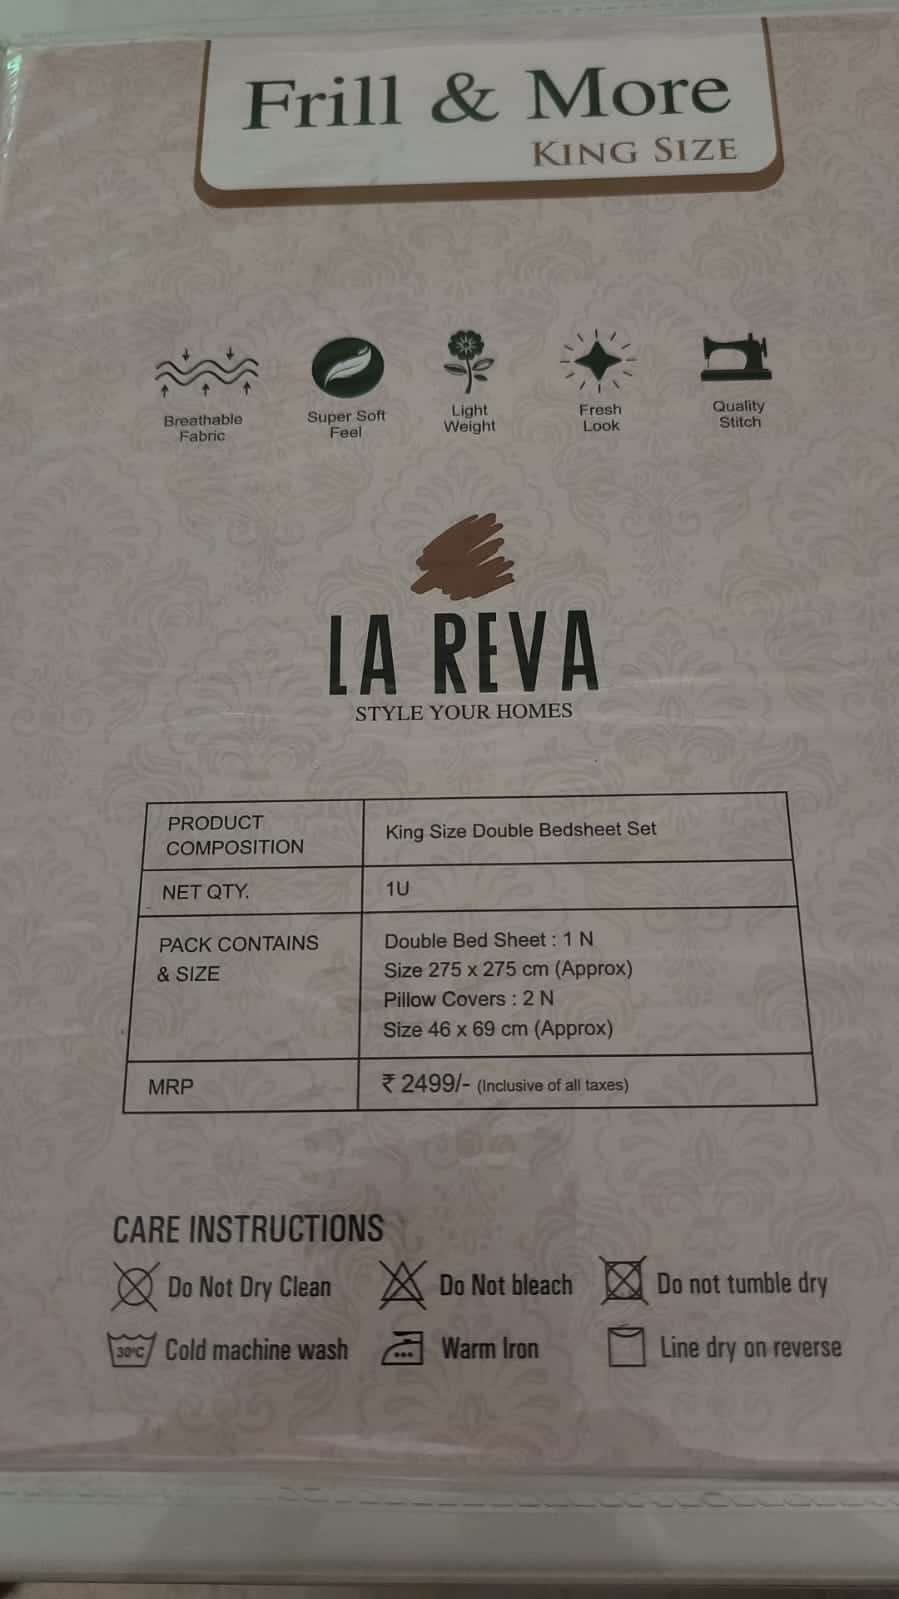 Frill & More
KING SIZE
Breathable
Fabric
Super Soft
Feel
Light
Weight
Fresh
Look
Quality
Stitch
LA REVA
STYLE YOUR HOMES
PRODUCT
COMPOSITION
King Size Double Bedsheet Set
NET QTY.
1U
PACK CONTAINS
& SIZE
Double Bed Sheet : 1 N
Size 275 x 275 cm (Approx)
Pillow Covers : 2 N
Size 46 x 69 cm (Approx)
MRP
₹ 2499/- (Inclusive of all taxes)
CARE INSTRUCTIONS
Do Not Dry Clean
Do Not bleach
Do not tumble dry
30°C Cold machine wash
Warm Iron
Line dry on reverse